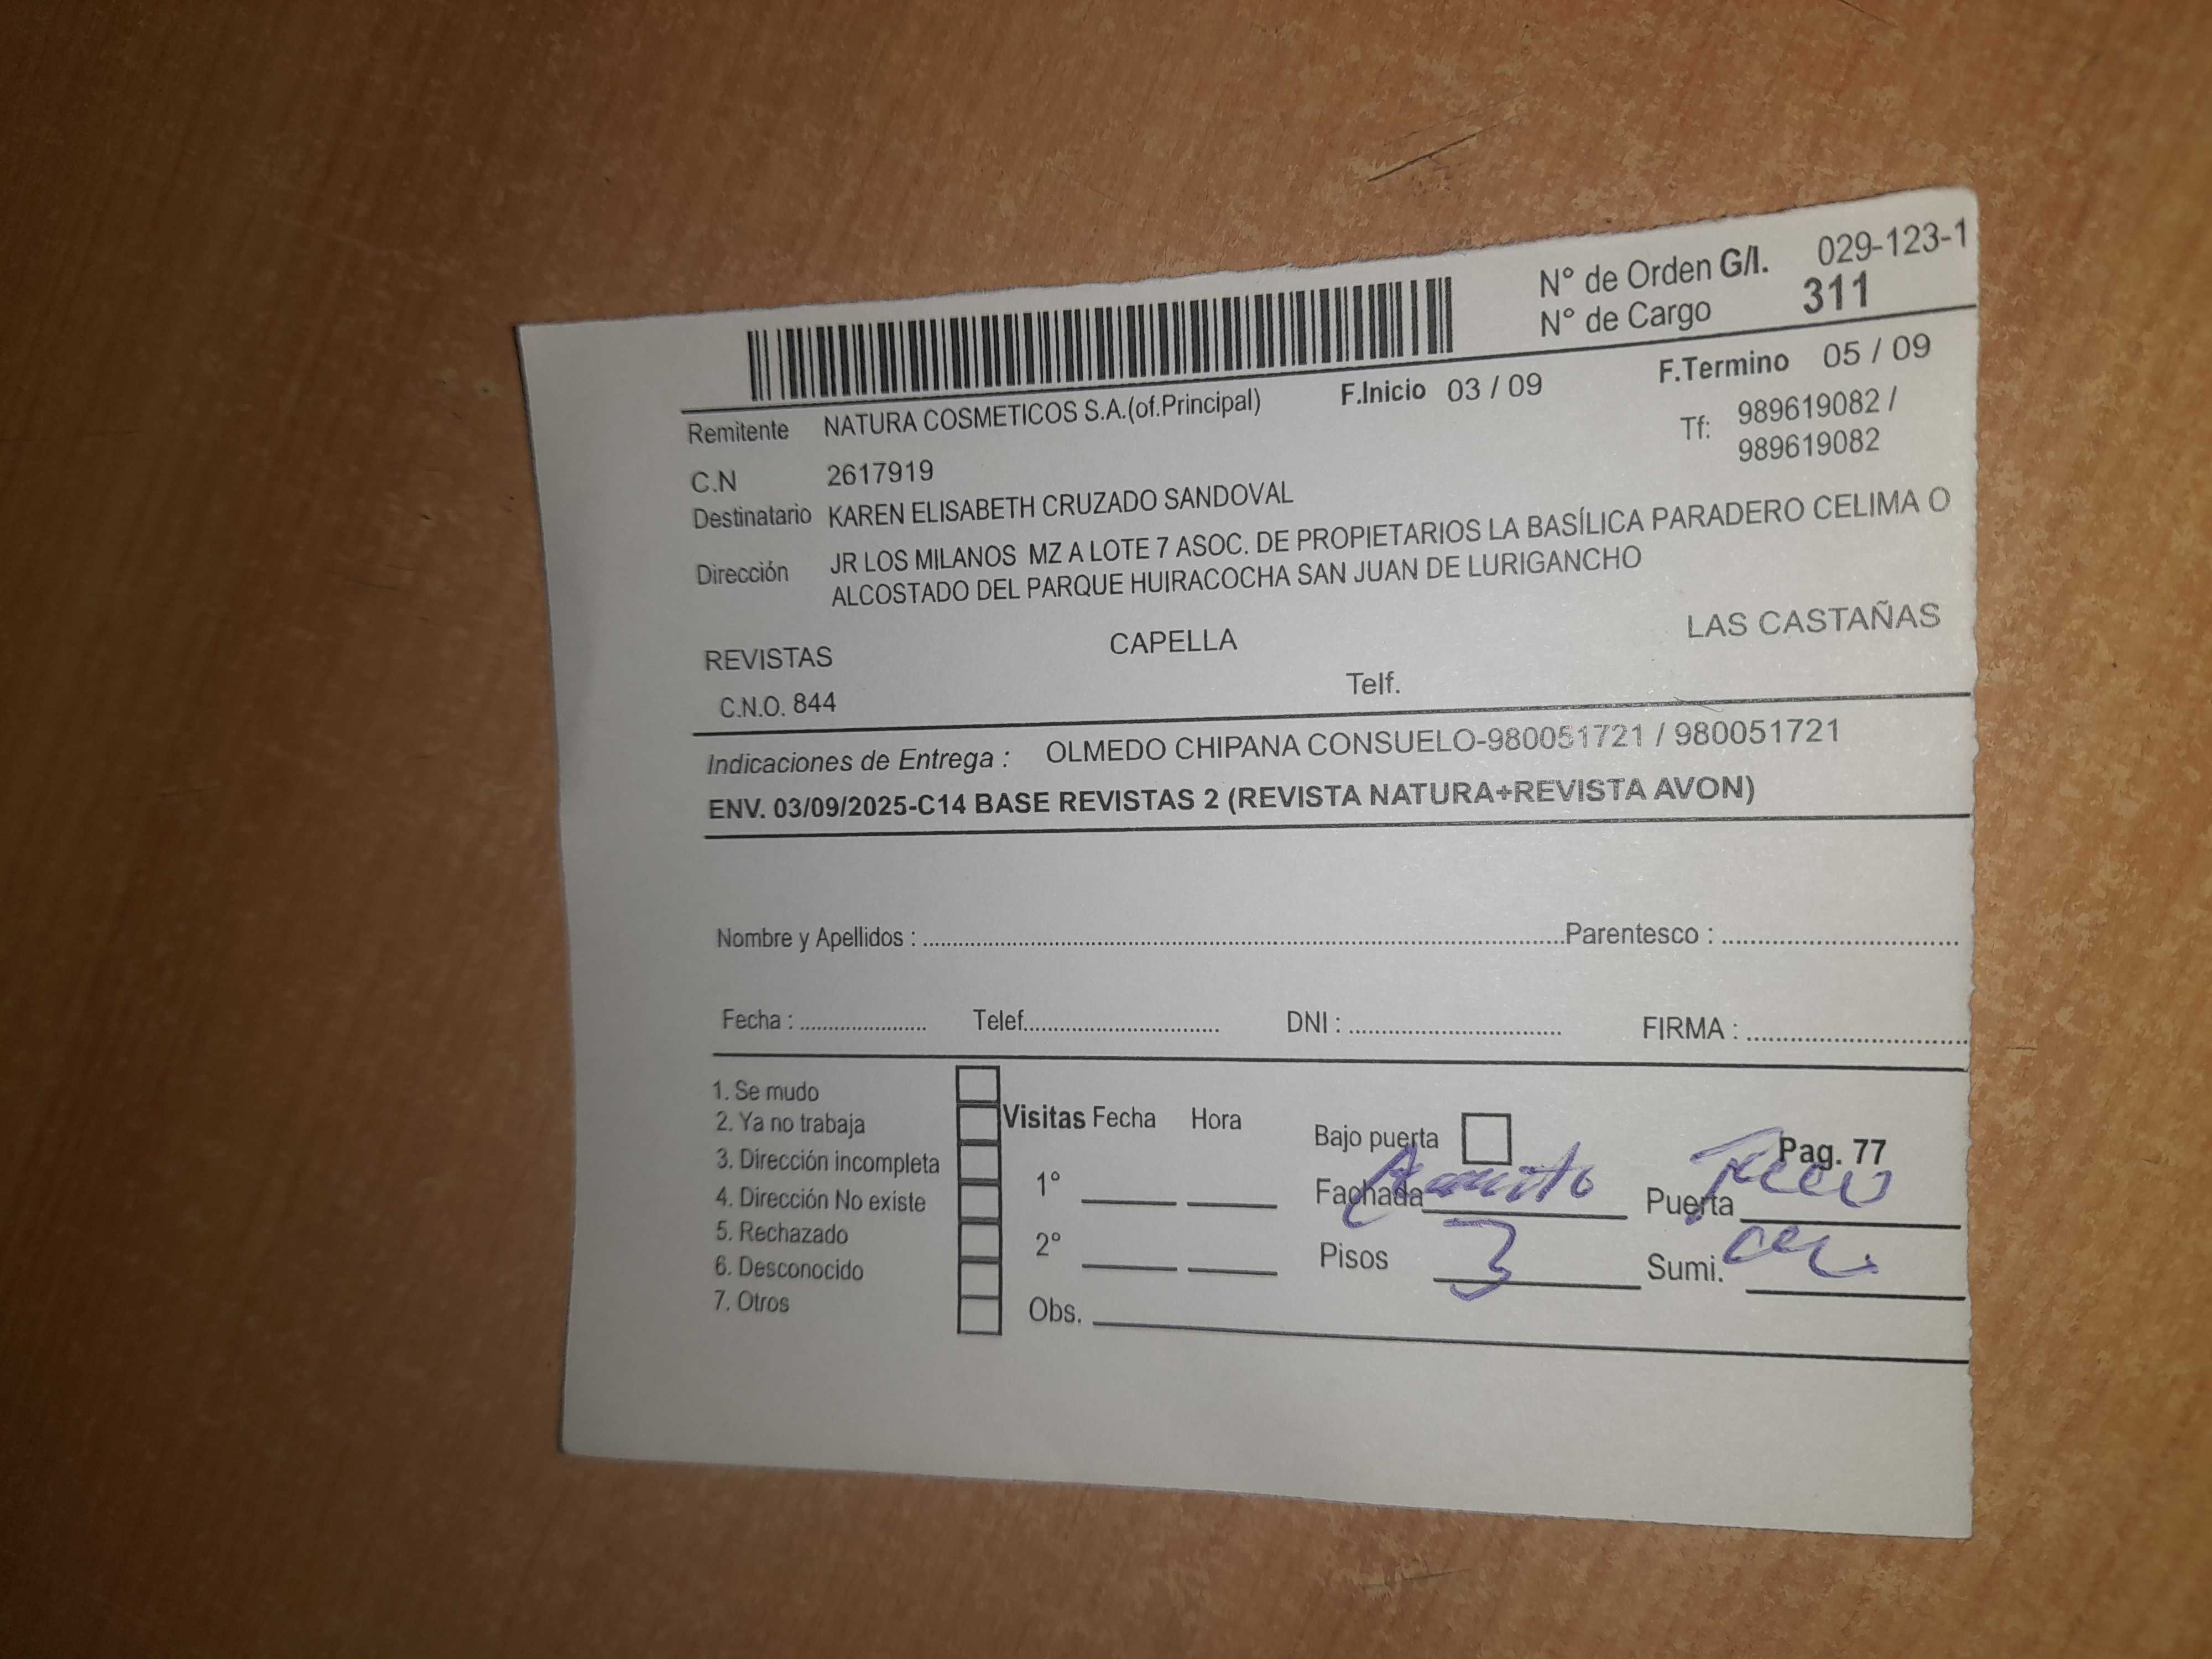 N° de Orden G/I. 029-123-1
N° de Cargo 311
F.Inicio 03 / 09 F.Termino 05 / 09
Remitente NATURA COSMETICOS S.A.(of.Principal) Tf: 989619082 /
989619082
C.N 2617919
Destinatario KAREN ELISABETH CRUZADO SANDOVAL
Dirección JR LOS MILANOS MZ A LOTE 7 ASOC. DE PROPIETARIOS LA BASÍLICA PARADERO CELIMA O
ALCOSTADO DEL PARQUE HUIRACOCHA SAN JUAN DE LURIGANCHO
REVISTAS CAPELLA LAS CASTAÑAS
C.N.O. 844 Telf.
Indicaciones de Entrega : OLMEDO CHIPANA CONSUELO-980051721 / 980051721
ENV. 03/09/2025-C14 BASE REVISTAS 2 (REVISTA NATURA+REVISTA AVON)
Nombre y Apellidos : Parentesco :
Fecha : Telef. DNI : FIRMA :
1. Se mudo
2. Ya no trabaja
3. Dirección incompleta
4. Dirección No existe
5. Rechazado
6. Desconocido
7. Otros
Visitas Fecha Hora
1°
2°
Obs.
Bajo puerta Pag. 77
Fachada Puerta
Pisos 3 Sumi.